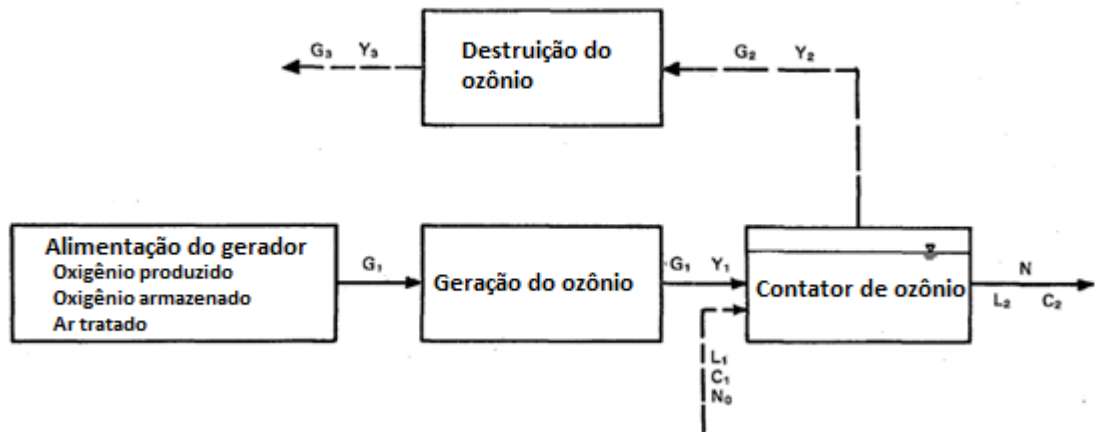 G₃ Y₃
Destruição do
ozônio
G₂ Y₂
Alimentação do gerador
Oxigênio produzido
Oxigênio armazenado
Ar tratado
G₁
Geração do ozônio
G₁ Y₁
Contator de ozônio
N
L₂ C₂
L₁
C₁
N₀